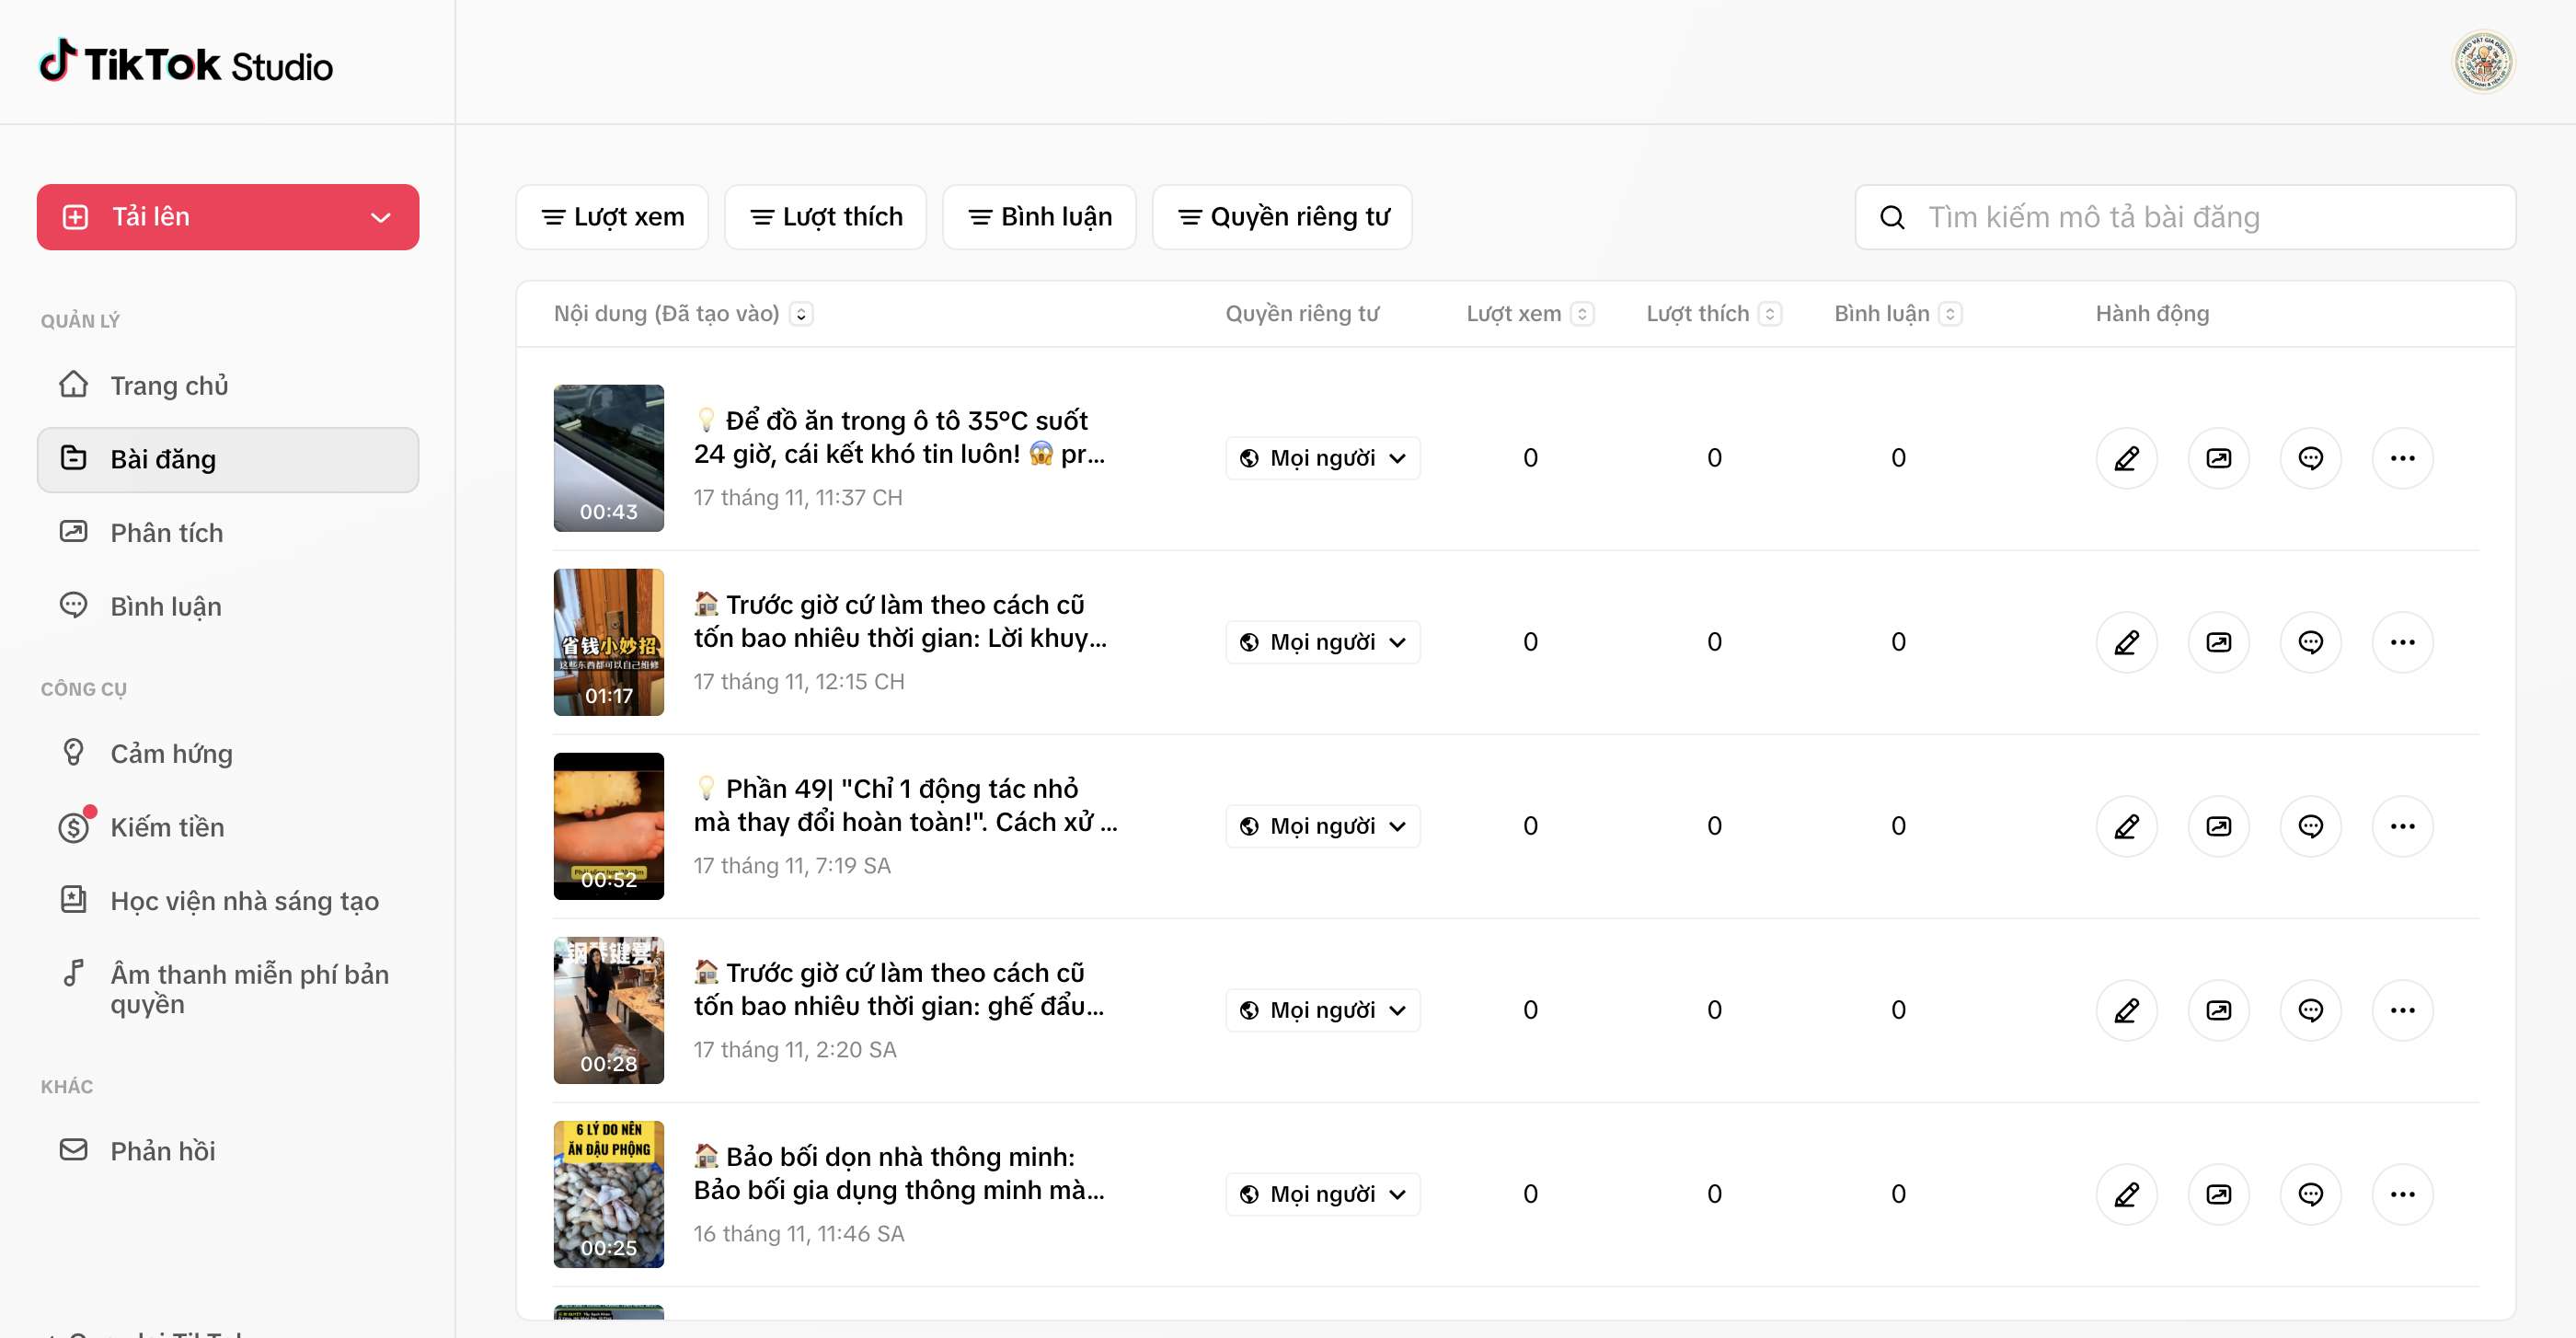 TikTok Studio
Tải lên
QUẢN LÝ
Trang chủ
Bài đăng
Phân tích
Bình luận
CÔNG CỤ
Cảm hứng
Kiếm tiền
Học viện nhà sáng tạo
Âm thanh miễn phí bản
quyền
KHÁC
Phản hồi
Lượt xem
Lượt thích
Bình luận
Quyền riêng tư
Tìm kiếm mô tả bài đăng
Nội dung (Đã tạo vào)
Quyền riêng tư
Lượt xem
Lượt thích
Bình luận
Hành động
00:43
💡 Để đồ ăn trong ô tô 35°C suốt
24 giờ, cái kết khó tin luôn! 😱 pr...
17 tháng 11, 11:37 CH
Mọi người
0
0
0
省钱小妙招
这些东西都可以自己维修
01:17
🏠 Trước giờ cứ làm theo cách cũ
tốn bao nhiêu thời gian: Lời khuy...
17 tháng 11, 12:15 CH
Mọi người
0
0
0
00:52
💡 Phần 49| "Chỉ 1 động tác nhỏ
mà thay đổi hoàn toàn!". Cách xử ...
17 tháng 11, 7:19 SA
Mọi người
0
0
0
00:28
🏠 Trước giờ cứ làm theo cách cũ
tốn bao nhiêu thời gian: ghế đẩu...
17 tháng 11, 2:20 SA
Mọi người
0
0
0
6 LÝ DO NÊN
ĂN ĐẬU PHỘNG
00:25
🏠 Bảo bối dọn nhà thông minh:
Bảo bối gia dụng thông minh mà...
16 tháng 11, 11:46 SA
Mọi người
0
0
0